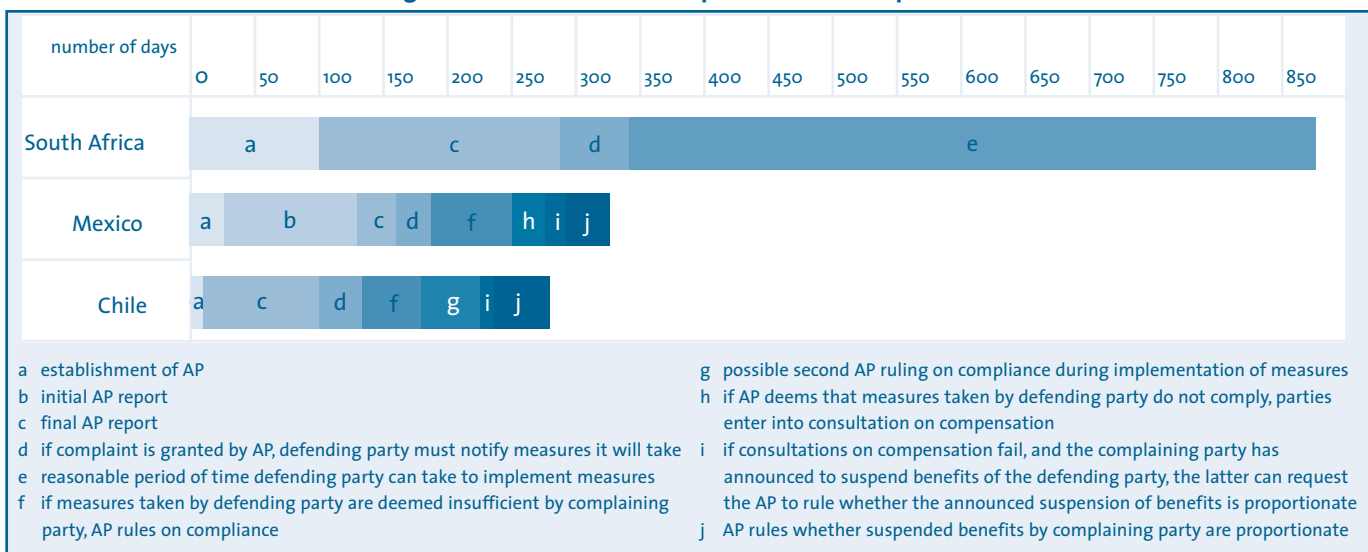 number of days
0 50 100 150 200 250 300 350 400 450 500 550 600 650 700 750 800 850
South Africa a c d e
Mexico a b c d f h i j
Chile a c d f g i j
a establishment of AP
b initial AP report
c final AP report
d if complaint is granted by AP, defending party must notify measures it will take
e reasonable period of time defending party can take to implement measures
f if measures taken by defending party are deemed insufficient by complaining
party, AP rules on compliance
g possible second AP ruling on compliance during implementation of measures
h if AP deems that measures taken by defending party do not comply, parties
enter into consultation on compensation
i if consultations on compensation fail, and the complaining party has
announced to suspend benefits of the defending party, the latter can request
the AP to rule whether the announced suspension of benefits is proportionate
j AP rules whether suspended benefits by complaining party are proportionate